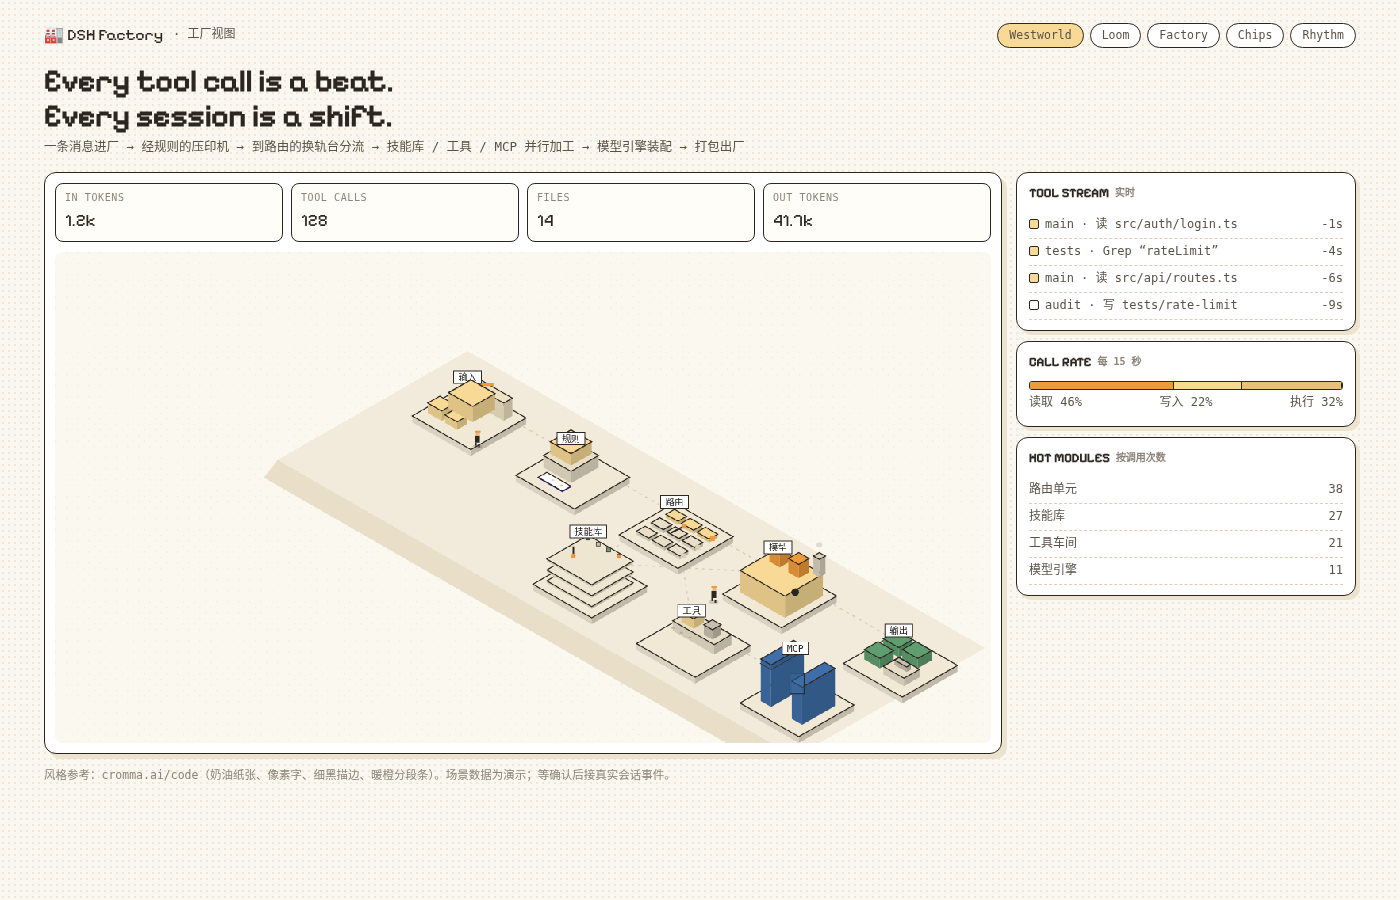 DSH Factory · 工厂视图
Westworld
Loom
Factory
Chips
Rhythm
Every tool call is a beat.
Every session is a shift.
一条消息进厂 → 经规则的压印机 → 到路由的换轨台分流 → 技能库 / 工具 / MCP 并行加工 → 模型引擎装配 → 打包出厂
IN TOKENS
1.2k
TOOL CALLS
128
FILES
14
OUT TOKENS
41.7k
输入
规则
路由
技能库
模型
工具
输出
MCP
TOOL STREAM 实时
main · 读 src/auth/login.ts -1s
tests · Grep “rateLimit” -4s
main · 读 src/api/routes.ts -6s
audit · 写 tests/rate-limit -9s
CALL RATE 每 15 秒
读取 46% 写入 22% 执行 32%
HOT MODULES 按调用次数
路由单元 38
技能库 27
工具车间 21
模型引擎 11
风格参考: cromma.ai/code（奶油纸张、像素字、细黑描边、暖橙分段条）。场景数据为演示; 等确认后接真实会话事件。